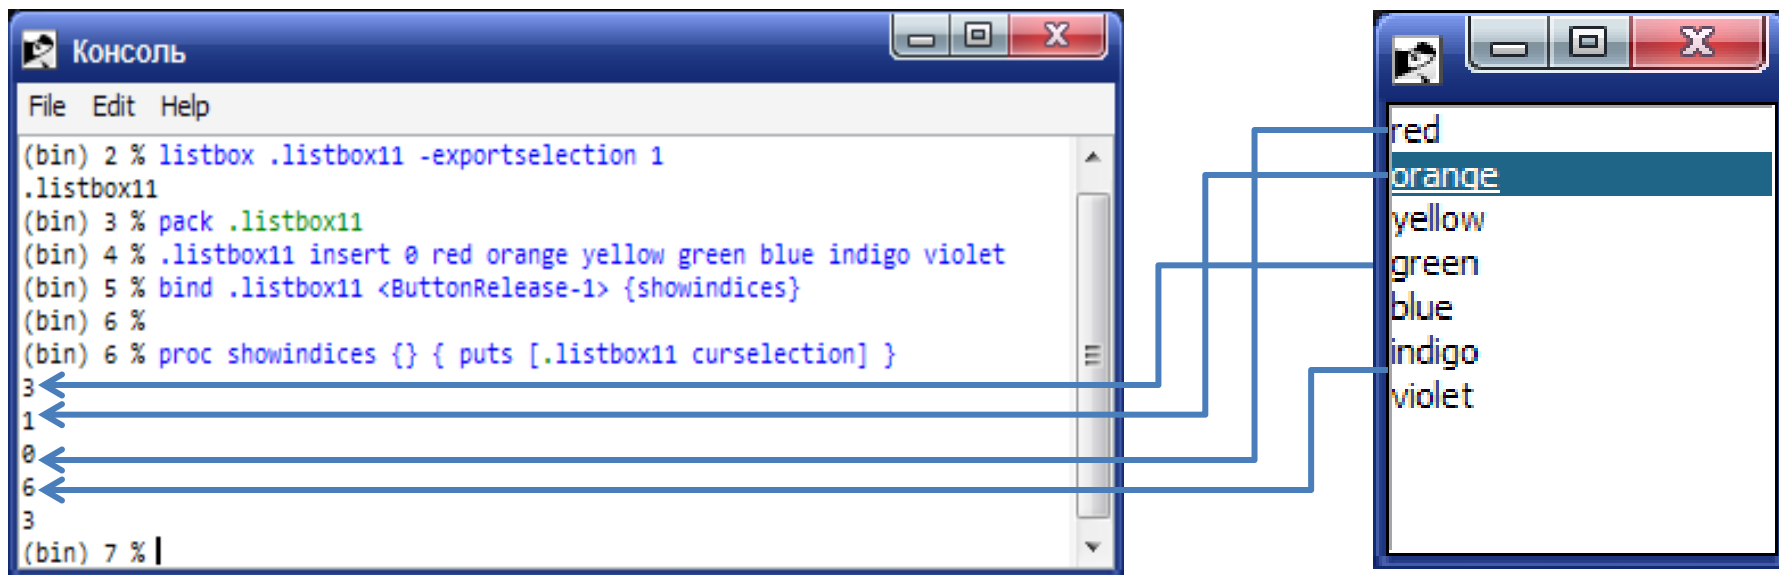 Консоль
File Edit Help
(bin) 2 % listbox .listbox11 -exportselection 1
.listbox11
(bin) 3 % pack .listbox11
(bin) 4 % .listbox11 insert 0 red orange yellow green blue indigo violet
(bin) 5 % bind .listbox11 <ButtonRelease-1> {showindices}
(bin) 6 %
(bin) 6 % proc showindices {} { puts [.listbox11 curselection] }
3
1
0
6
3
(bin) 7 %
red
orange
yellow
green
blue
indigo
violet